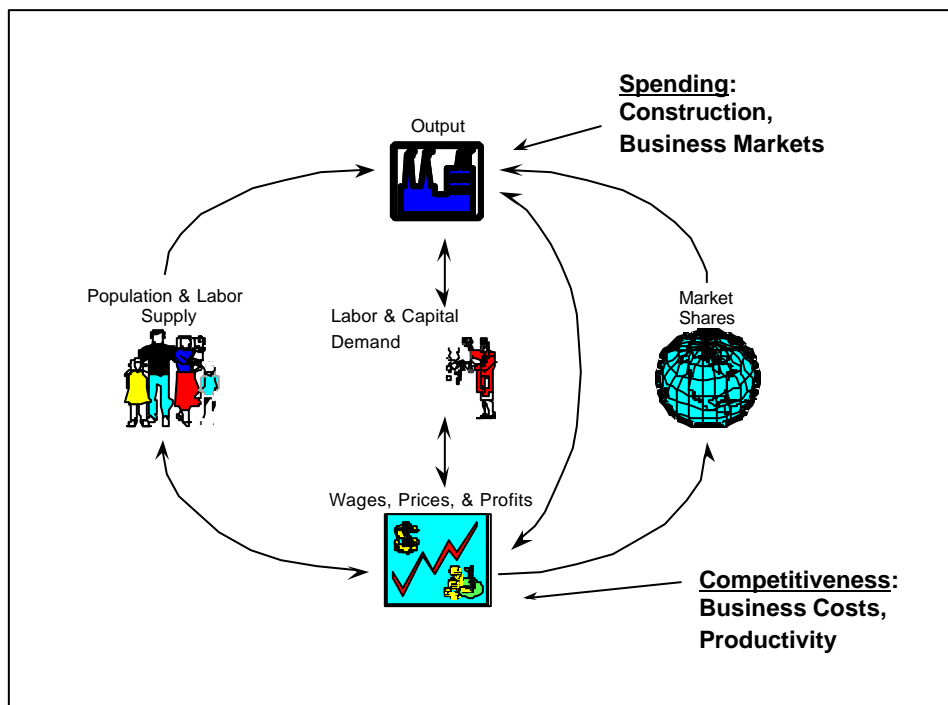 Spending:
Construction,
Business Markets
Output
Population & Labor
Supply
Labor & Capital
Demand
Market
Shares
Wages, Prices, & Profits
Competitiveness:
Business Costs,
Productivity